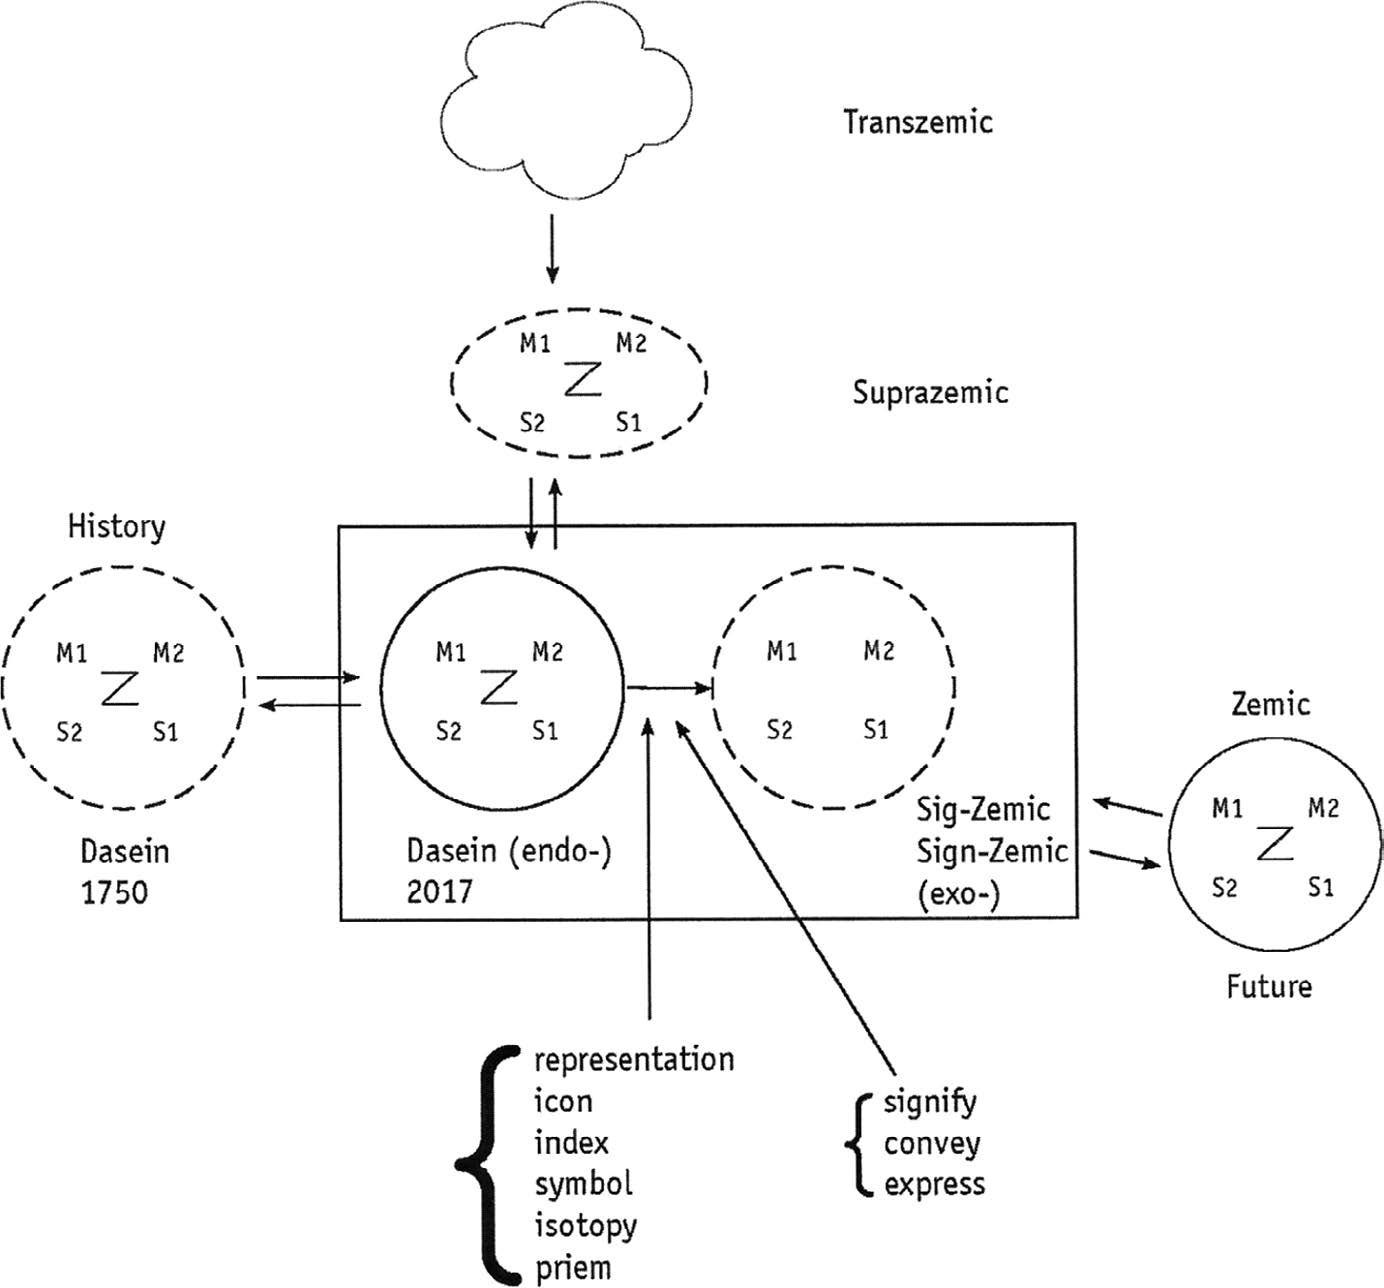 Transzemic
M1 M2
Z
S2 S1
Suprazemic
History
M1 M2
Z
S2 S1
Dasein
1750
M1 M2
Z
S2 S1
Dasein (endo-)
2017
M1 M2
S2 S1
Sig-Zemic
Sign-Zemic
(exo-)
Zemic
M1 M2
Z
S2 S1
Future
representation
icon
index
symbol
isotopy
priem
signify
convey
express